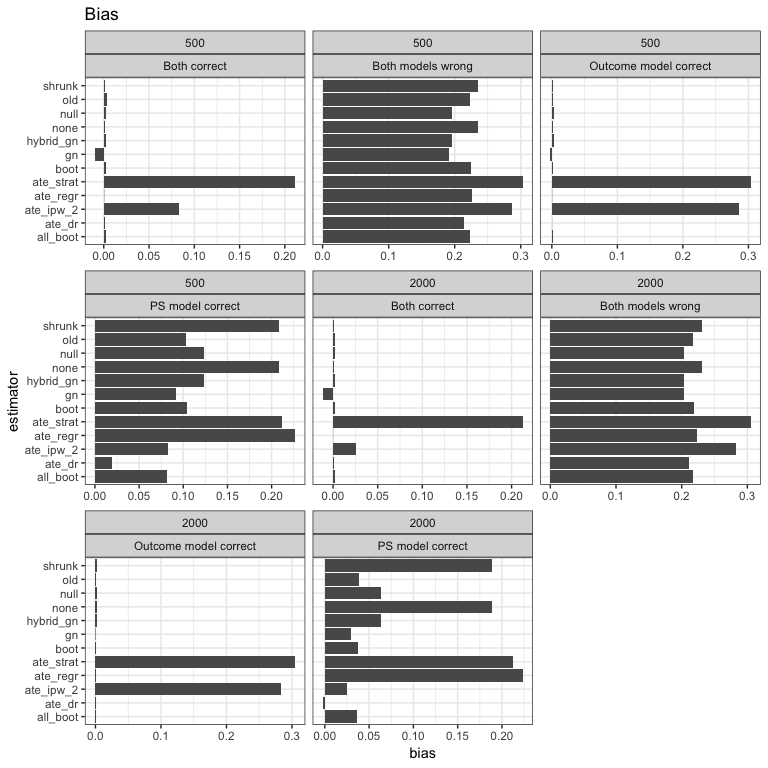 Bias
500
Both correct
500
Both models wrong
500
Outcome model correct
shrunk
old
null
none
hybrid_gn
gn
boot
ate_strat
ate_regr
ate_ipw_2
ate_dr
all_boot
0.00 0.05 0.10 0.15 0.20
0.0 0.1 0.2 0.3
0.0 0.1 0.2 0.3
500
PS model correct
2000
Both correct
2000
Both models wrong
estimator
shrunk
old
null
none
hybrid_gn
gn
boot
ate_strat
ate_regr
ate_ipw_2
ate_dr
all_boot
0.00 0.05 0.10 0.15 0.20
0.00 0.05 0.10 0.15 0.20
0.0 0.1 0.2 0.3
2000
Outcome model correct
2000
PS model correct
shrunk
old
null
none
hybrid_gn
gn
boot
ate_strat
ate_regr
ate_ipw_2
ate_dr
all_boot
0.0 0.1 0.2 0.3
0.00 0.05 0.10 0.15 0.20
bias